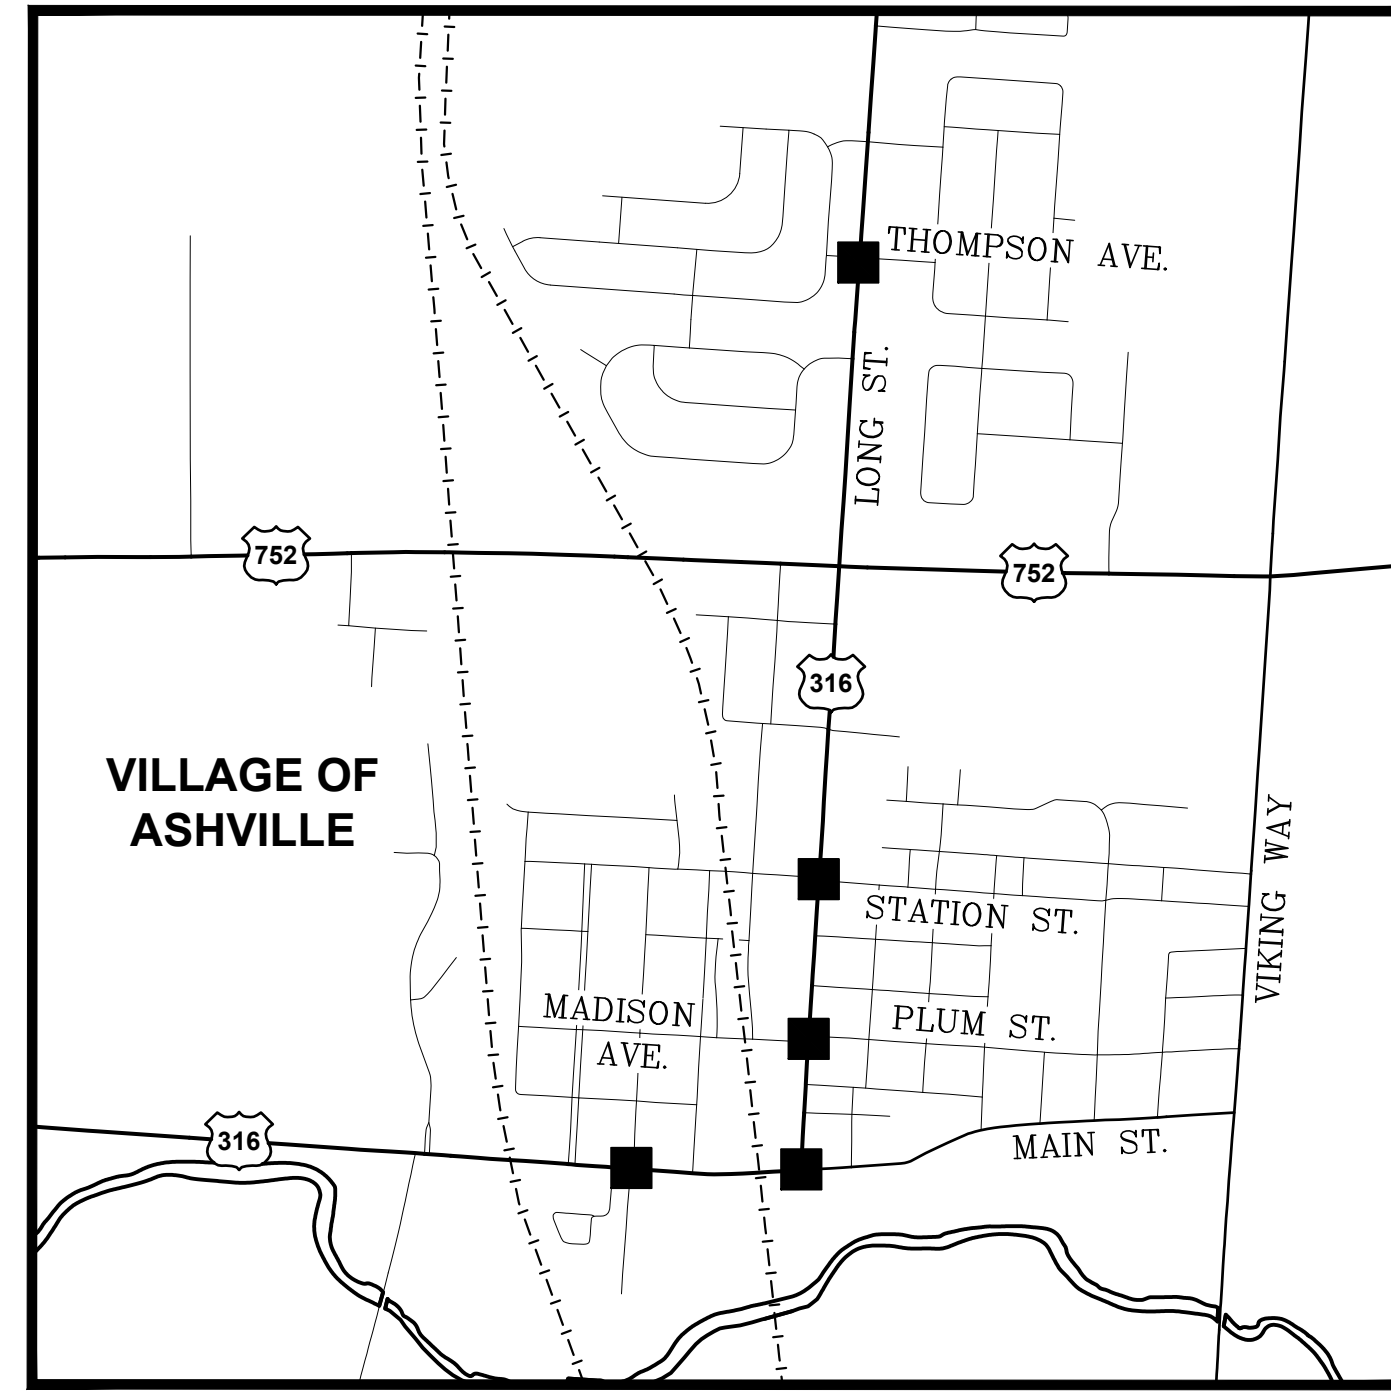 THOMPSON AVE.
LONG ST.
752
752
316
VILLAGE OF
ASHVILLE
VIKING WAY
STATION ST.
MADISON
AVE.
PLUM ST.
316
MAIN ST.